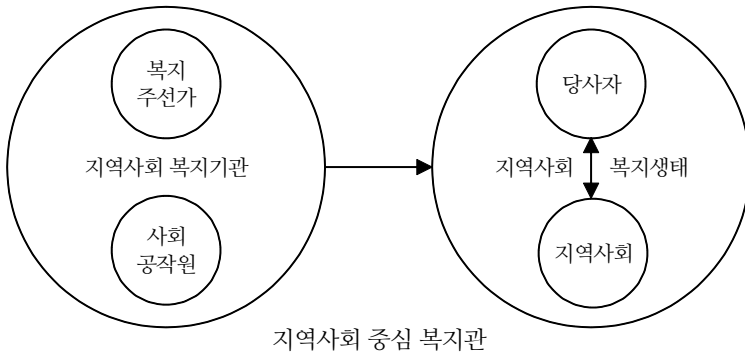 복지
주선가
지역사회 복지기관
사회
공작원
당사자
지역사회 복지생태
지역사회
지역사회 중심 복지관